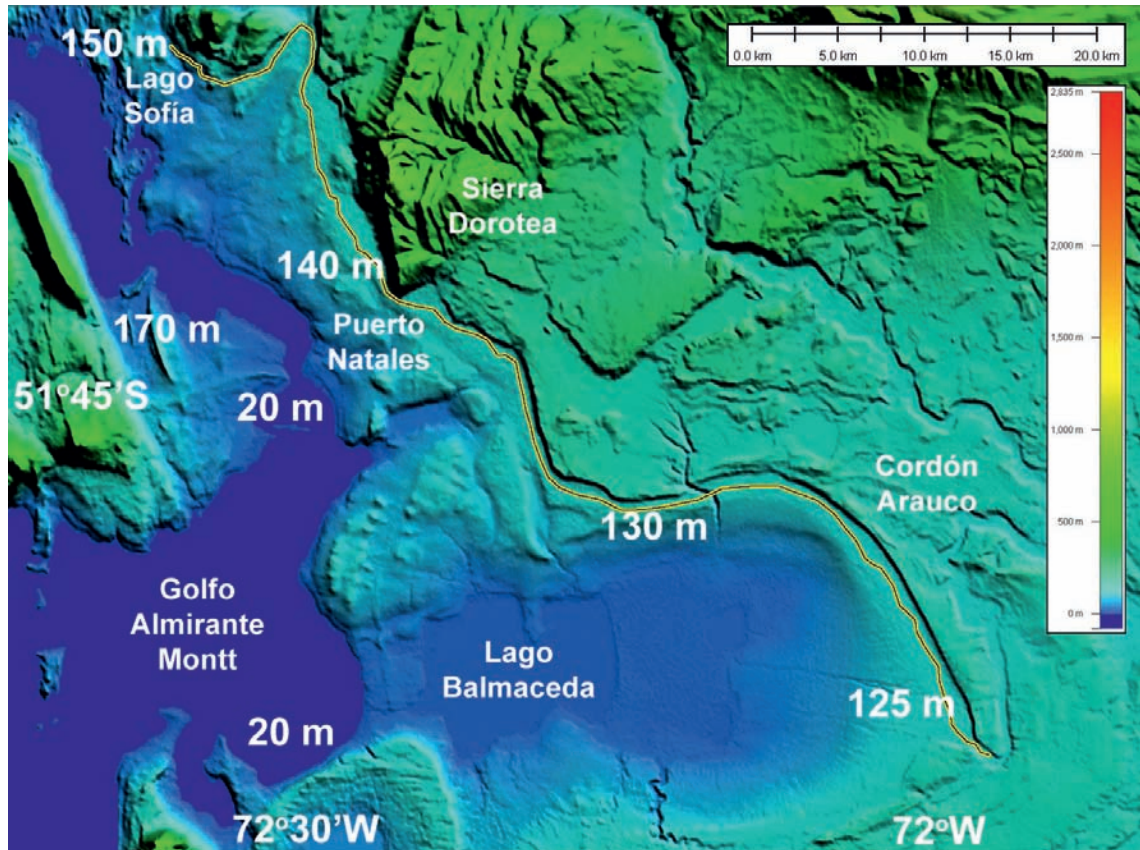 150 m
Lago
Sofía
0.0 km 5.0 km 10.0 km 15.0 km 20.0 km
2,835 m
2,500 m
2,000 m
1,500 m
1,000 m
500 m
0 m
Sierra
Dorotea
140 m
170 m
Puerto
Natales
51°45'S
20 m
Cordón
Arauco
130 m
Golfo
Almirante
Montt
Lago
Balmaceda
125 m
20 m
72°30'W
72°W